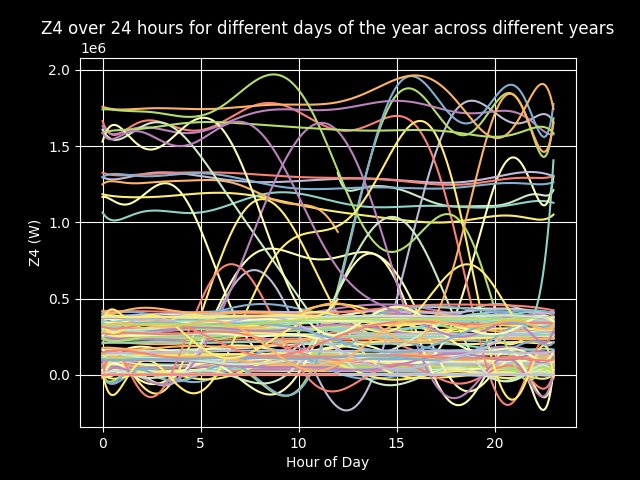 Z4 over 24 hours for different days of the year across different years
1e6
2.0
1.5
1.0
0.5
0.0
Z4 (W)
0 5 10 15 20
Hour of Day